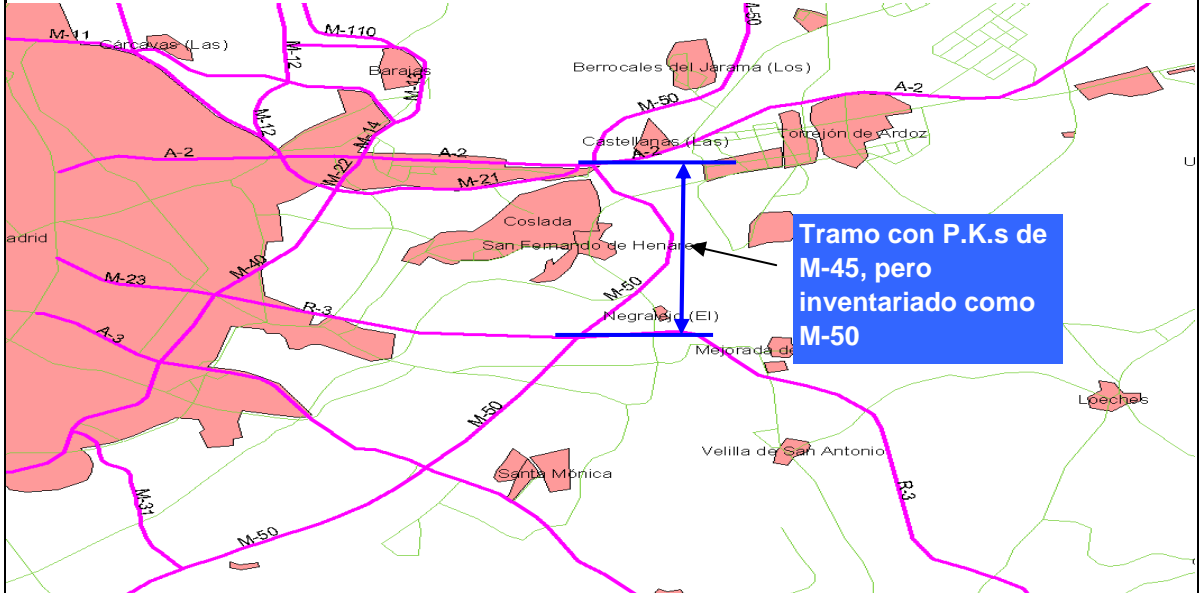 M-11
Cárcavas (Las)
M-12
M-110
Barajas
M-13
M-50
Berrocales del Jarama (Los)
M-50
A-2
M-12
M-14
Castellanas (Las)
Torrejón de Ardoz
A-2
A-2
A-2
M-22
M-21
U
Coslada
adrid
San Fernando de Henares
Tramo con P.K.s de
M-45, pero
inventariado como
M-50
M-40
M-23
M-50
R-3
Negralejo (El)
A-3
Mejorada de
Loeches
M-50
Velilla de San Antonio
Santa Mónica
M-31
R-3
M-50